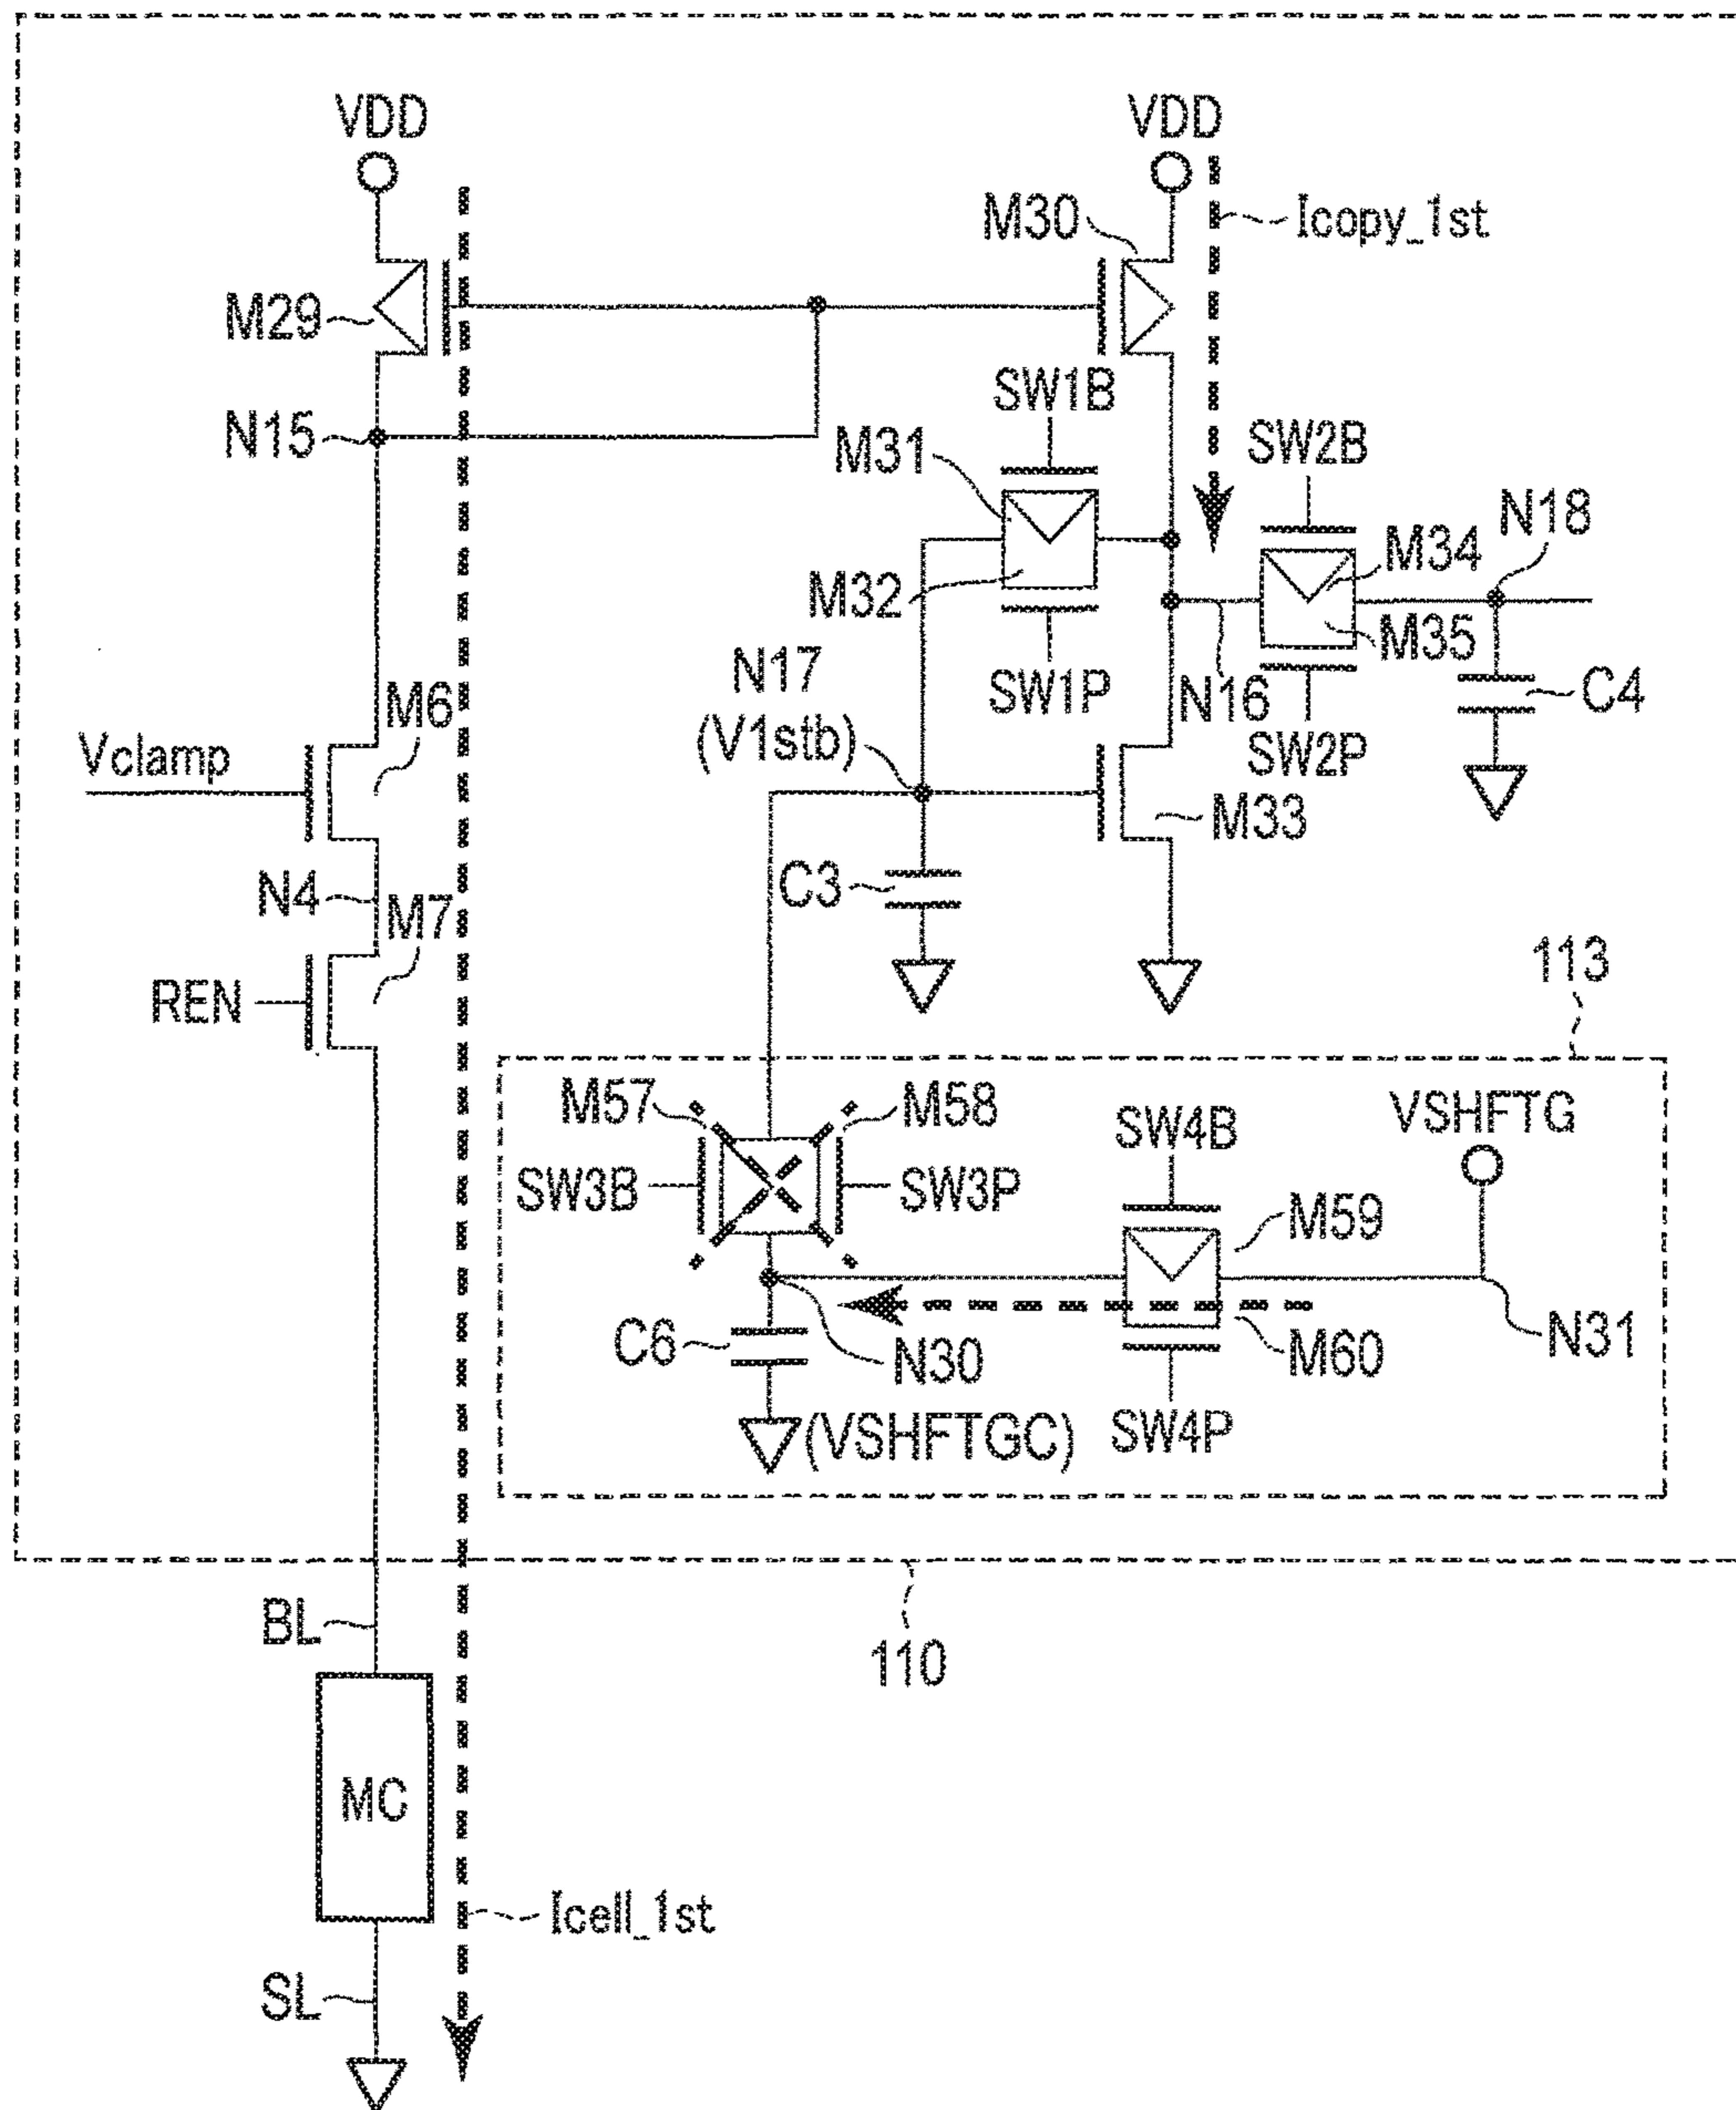 VDD
VDD
M30
Icopy_1st
M29
SW1B
N15
M31
SW2B
N18
M34
M32
M35
N17
(V1stb)
SW1P
N16
C4
M6
SW2P
Vclamp
M33
C3
N4
M7
113
REN
M57
M58
SW4B
VSHFTG
SW3B
SW3P
M59
C6
N30
M60
N31
(VSHFTGC)
SW4P
BL
110
MC
Icell_1st
SL